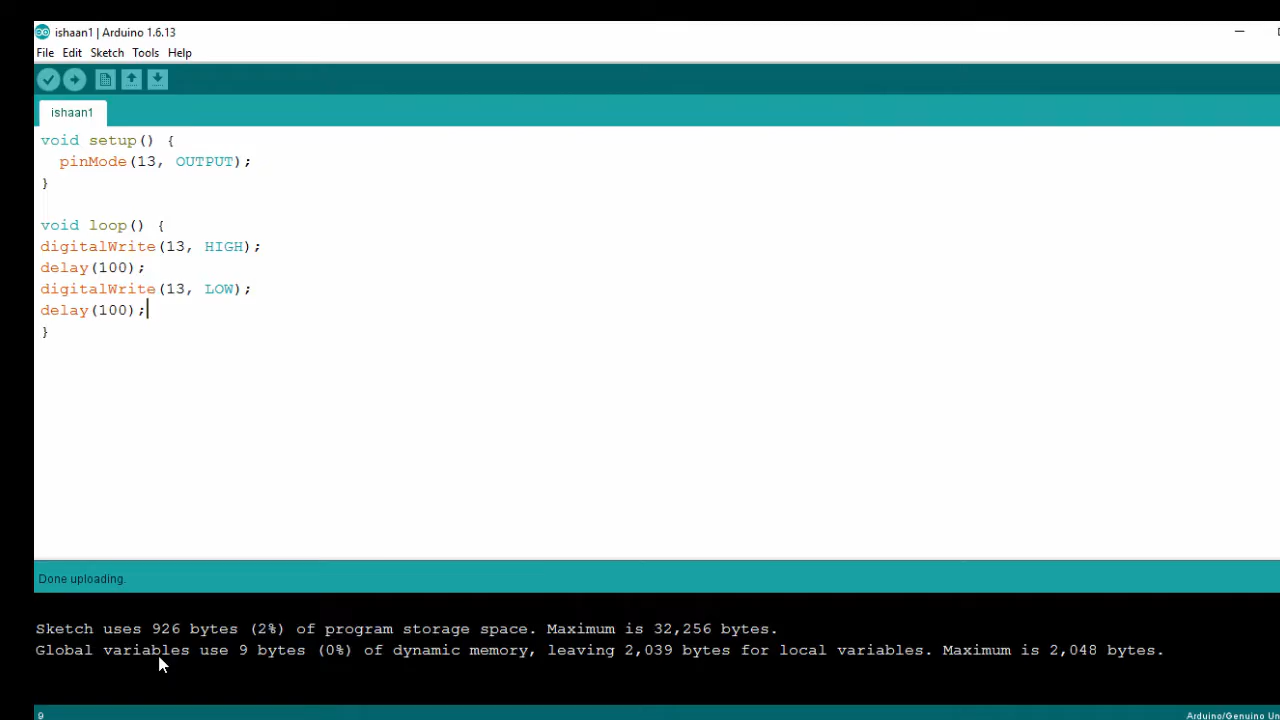 ishaan1 | Arduino 1.6.13
File Edit Sketch Tools Help
ishaan1
void setup() {
  pinMode(13, OUTPUT);
}
void loop() {
digitalWrite(13, HIGH);
delay(100);
digitalWrite(13, LOW);
delay(100);
}
Done uploading.
Sketch uses 926 bytes (2%) of program storage space. Maximum is 32,256 bytes.
Global variables use 9 bytes (0%) of dynamic memory, leaving 2,039 bytes for local variables. Maximum is 2,048 bytes.
9 Arduino/Genuino Un